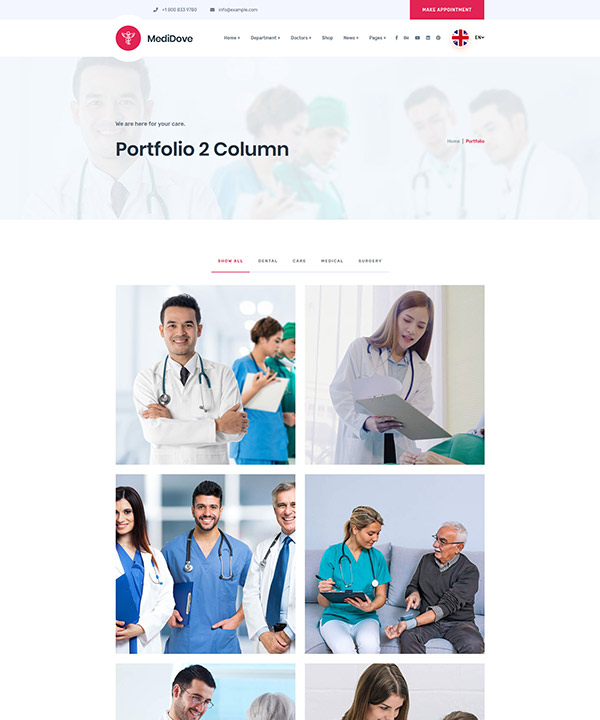 +1 800 833 9780 info@example.com MAKE APPOINTMENT
MediDove Home + Department + Doctors + Shop News + Pages + EN
We are here for your care.
Portfolio 2 Column
Home | Portfolio
SHOW ALL DENTAL CARE MEDICAL SURGERY